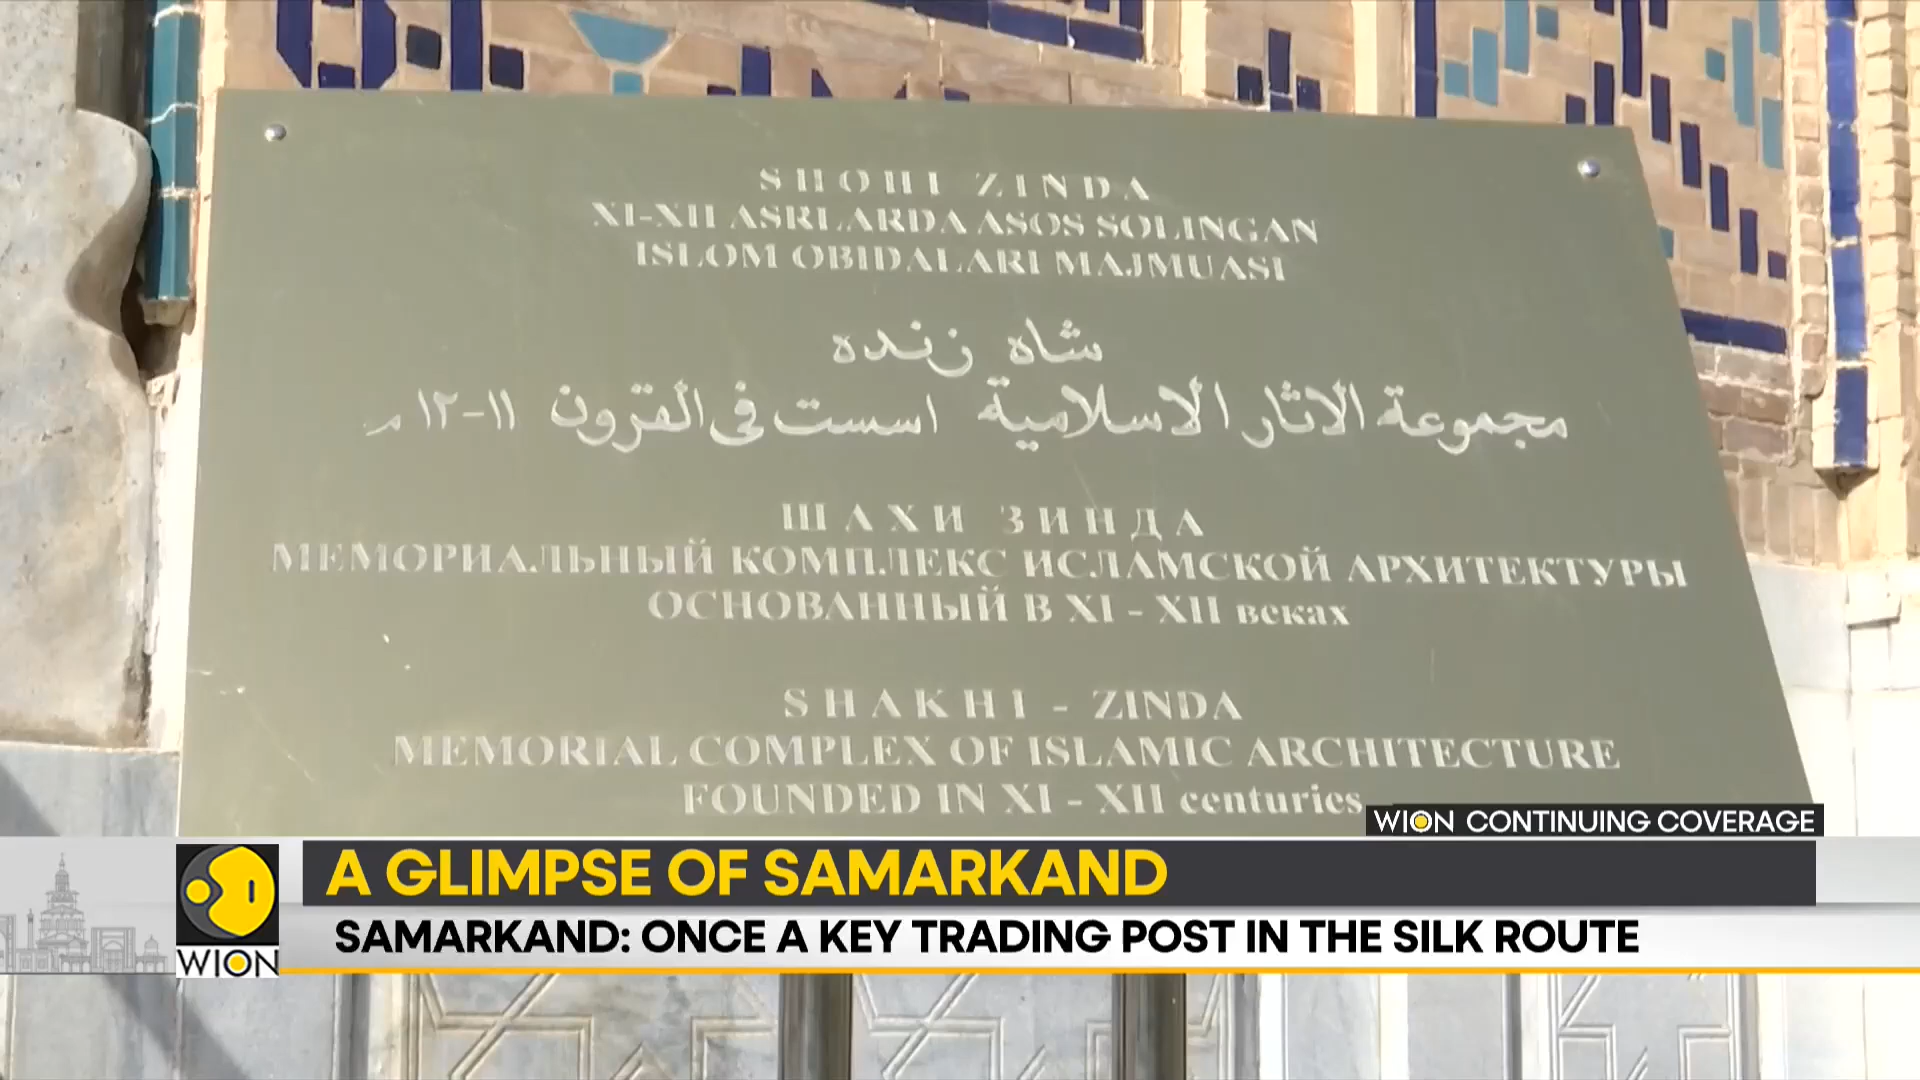 SHOHI ZINDA
XI-XII ASRLARDA ASOS SOLINGAN
ISLOM OBIDALARI MAJMUASI
شاه زنده
مجموعة الاثار الاسلامية اسست فى القرون ١١-١٢ م
ШАХИ ЗИНДА
МЕМОРИАЛЬНЫЙ КОМПЛЕКС ИСЛАМСКОЙ АРХИТЕКТУРЫ
ОСНОВАННЫЙ В XI - XII веках
SHAKHI - ZINDA
MEMORIAL COMPLEX OF ISLAMIC ARCHITECTURE
FOUNDED IN XI - XII centuries
WION CONTINUING COVERAGE
A GLIMPSE OF SAMARKAND
SAMARKAND: ONCE A KEY TRADING POST IN THE SILK ROUTE
WION